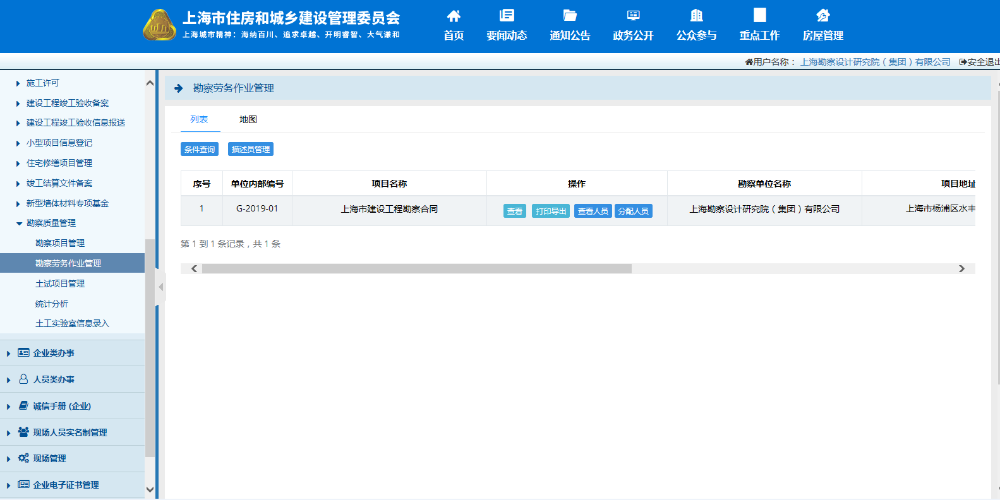 上海市住房和城乡建设管理委员会
上海城市精神：海纳百川、追求卓越、开明睿智、大气谦和
首页 要闻动态 通知公告 政务公开 公众参与 重点工作 房屋管理
用户名称： 上海勘察设计研究院（集团）有限公司 安全退出
施工许可
建设工程竣工验收备案
建设工程竣工验收信息报送
小型项目信息登记
住宅修缮项目管理
竣工结算文件备案
新型墙体材料专项基金
勘察质量管理
勘察项目管理
勘察劳务作业管理
土试项目管理
统计分析
土工实验室信息录入
企业类办事
人员类办事
诚信手册 (企业)
现场人员实名制管理
现场管理
企业电子证书管理
勘察劳务作业管理
列表 地图
条件查询 描述员管理
序号 单位内部编号 项目名称 操作 勘察单位名称 项目地址
1 G-2019-01 上海市建设工程勘察合同 查看 打印导出 查看人员 分配人员 上海勘察设计研究院（集团）有限公司 上海市杨浦区水丰
第 1 到 1 条记录，共 1 条